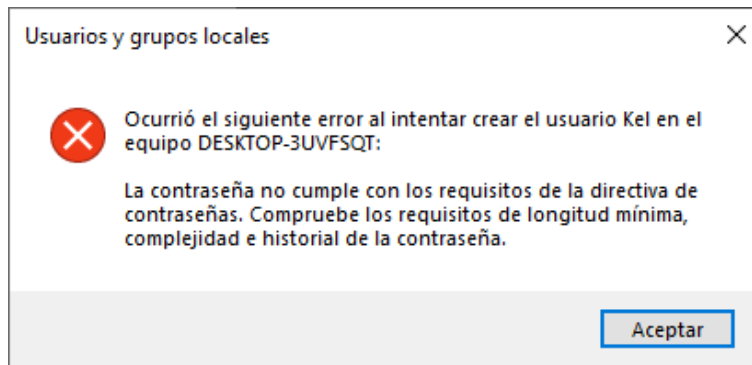 Usuarios y grupos locales
Ocurrió el siguiente error al intentar crear el usuario Kel en el
equipo DESKTOP-3UVFSQT:
La contraseña no cumple con los requisitos de la directiva de
contraseñas. Compruebe los requisitos de longitud mínima,
complejidad e historial de la contraseña.
Aceptar